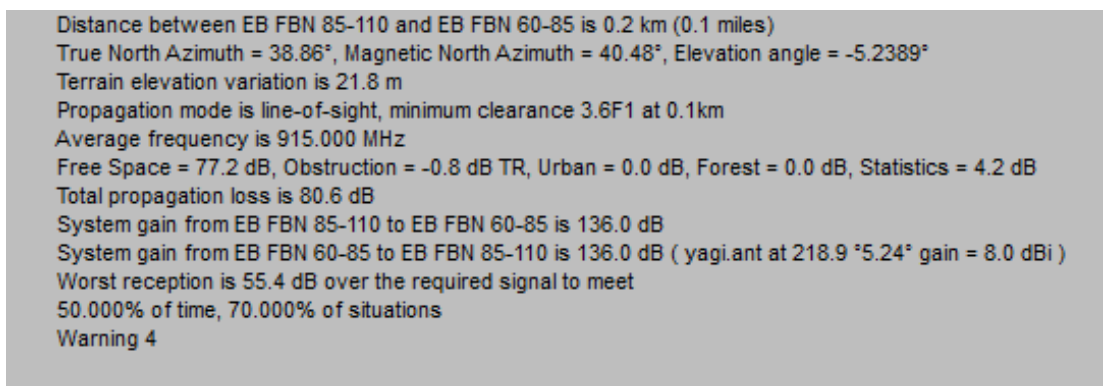 Distance between EB FBN 85-110 and EB FBN 60-85 is 0.2 km (0.1 miles)
True North Azimuth = 38.86°, Magnetic North Azimuth = 40.48°, Elevation angle = -5.2389°
Terrain elevation variation is 21.8 m
Propagation mode is line-of-sight, minimum clearance 3.6F1 at 0.1km
Average frequency is 915.000 MHz
Free Space = 77.2 dB, Obstruction = -0.8 dB TR, Urban = 0.0 dB, Forest = 0.0 dB, Statistics = 4.2 dB
Total propagation loss is 80.6 dB
System gain from EB FBN 85-110 to EB FBN 60-85 is 136.0 dB
System gain from EB FBN 60-85 to EB FBN 85-110 is 136.0 dB ( yagi.ant at 218.9 °5.24° gain = 8.0 dBi )
Worst reception is 55.4 dB over the required signal to meet
50.000% of time, 70.000% of situations
Warning 4